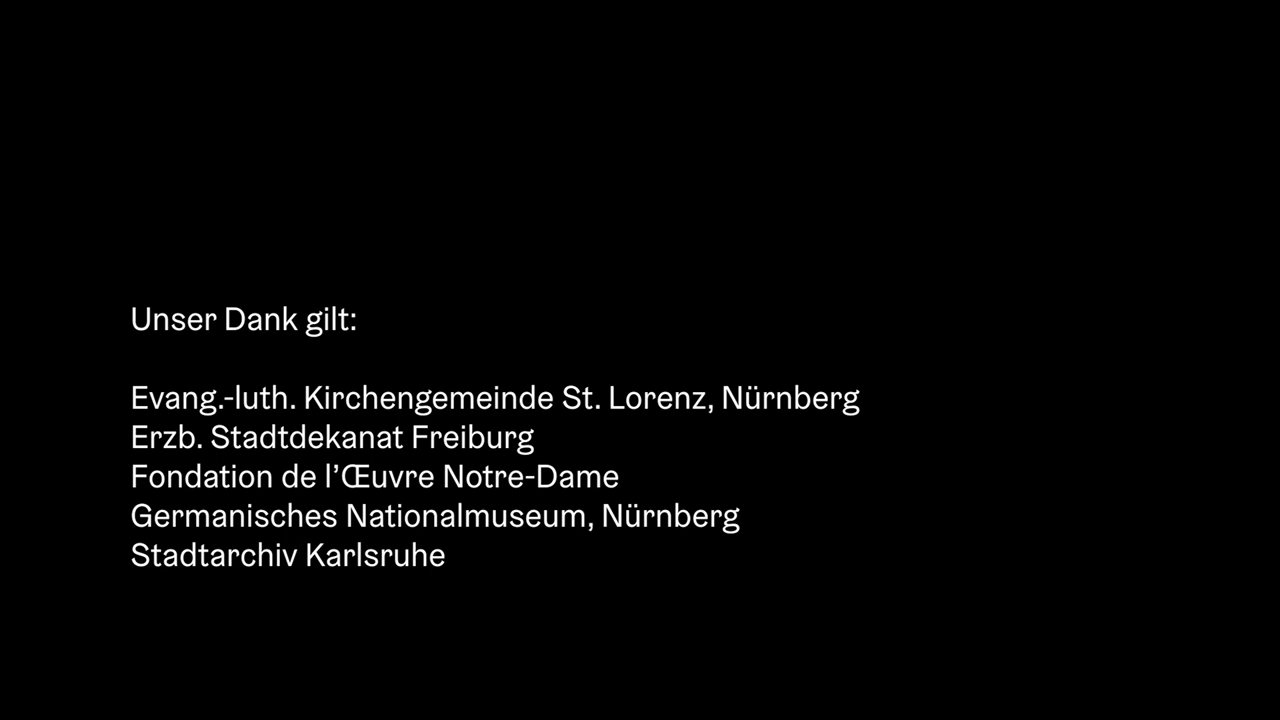 Unser Dank gilt:
Evang.-luth. Kirchengemeinde St. Lorenz, Nürnberg
Erzb. Stadtdekanat Freiburg
Fondation de l’Œuvre Notre-Dame
Germanisches Nationalmuseum, Nürnberg
Stadtarchiv Karlsruhe